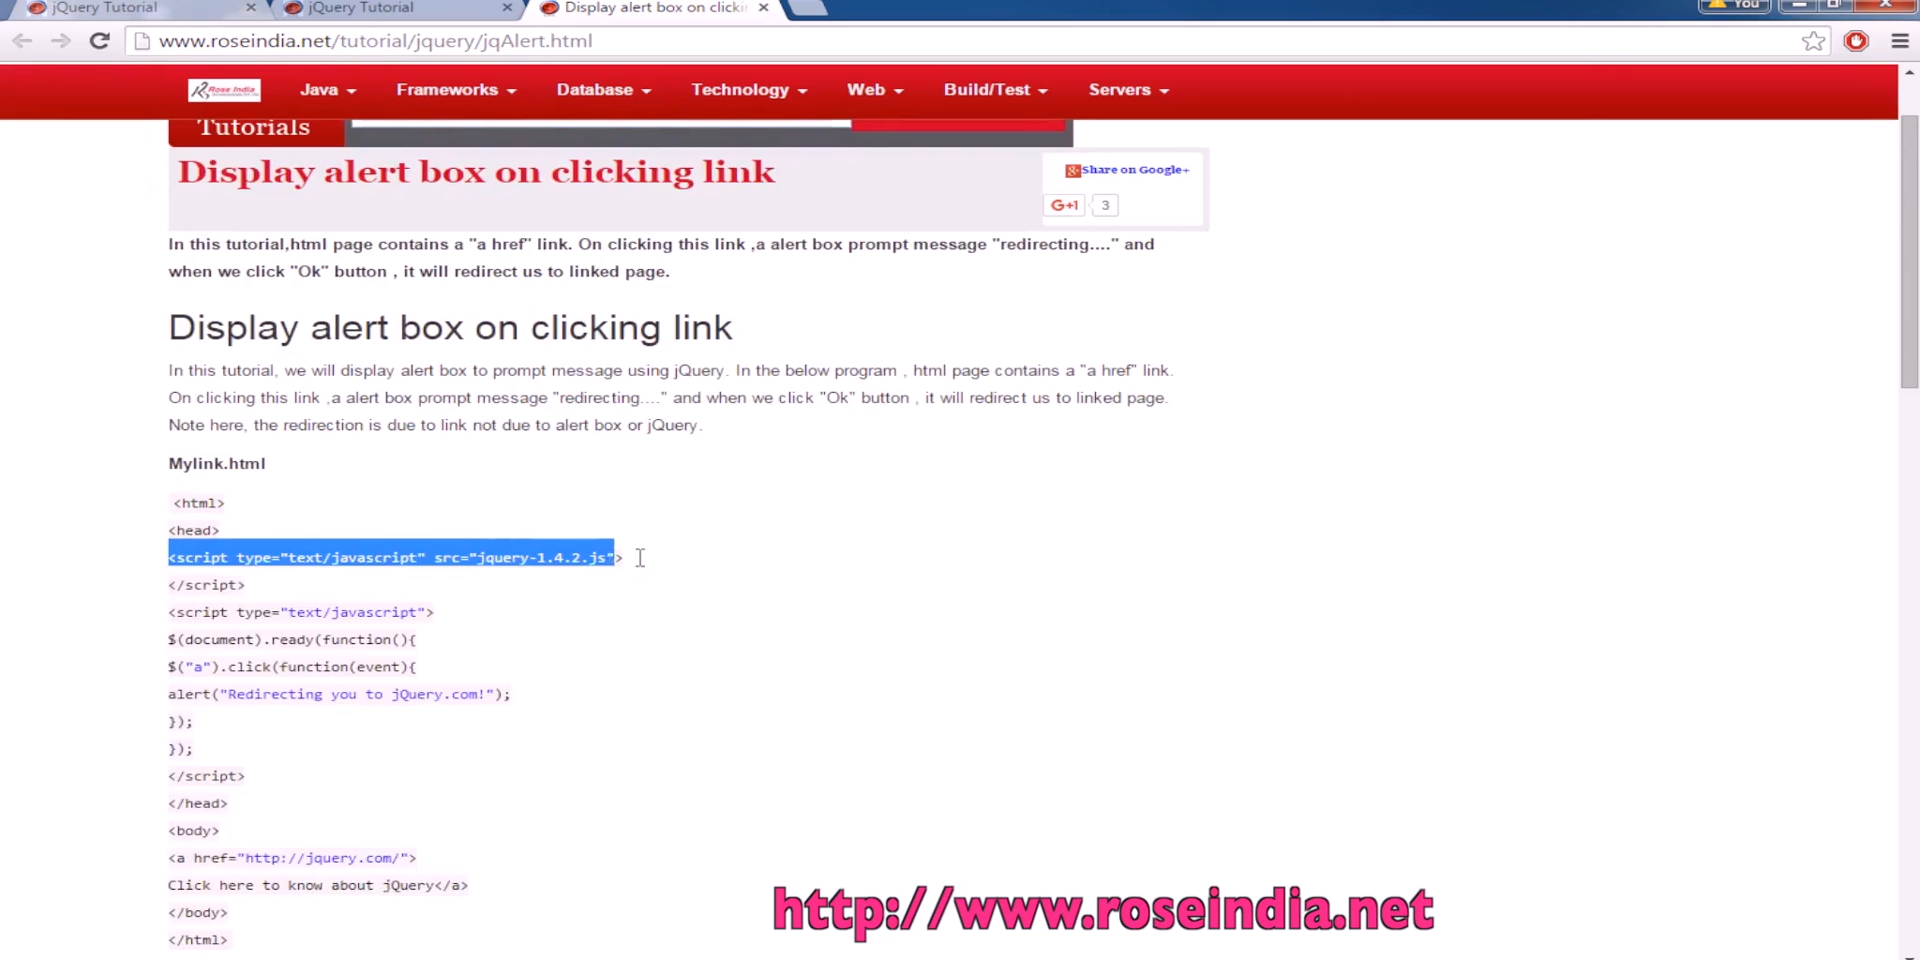 jQuery Tutorial
jQuery Tutorial
Display alert box on clickin
You
www.roseindia.net/tutorial/jquery/jqAlert.html
Rose India
Java
Frameworks
Database
Technology
Web
Build/Test
Servers
Tutorials
Display alert box on clicking link
Share on Google+
G+1
3
In this tutorial,html page contains a "a href" link. On clicking this link ,a alert box prompt message "redirecting...." and
when we click "Ok" button , it will redirect us to linked page.
Display alert box on clicking link
In this tutorial, we will display alert box to prompt message using jQuery. In the below program , html page contains a "a href" link.
On clicking this link ,a alert box prompt message "redirecting...." and when we click "Ok" button , it will redirect us to linked page.
Note here, the redirection is due to link not due to alert box or jQuery.
Mylink.html
<html>
<head>
<script type="text/javascript" src="jquery-1.4.2.js">
</script>
<script type="text/javascript">
$(document).ready(function(){
$("a").click(function(event){
alert("Redirecting you to jQuery.com!");
});
});
</script>
</head>
<body>
<a href="http://jquery.com/">
Click here to know about jQuery</a>
</body>
</html>
http://www.roseindia.net